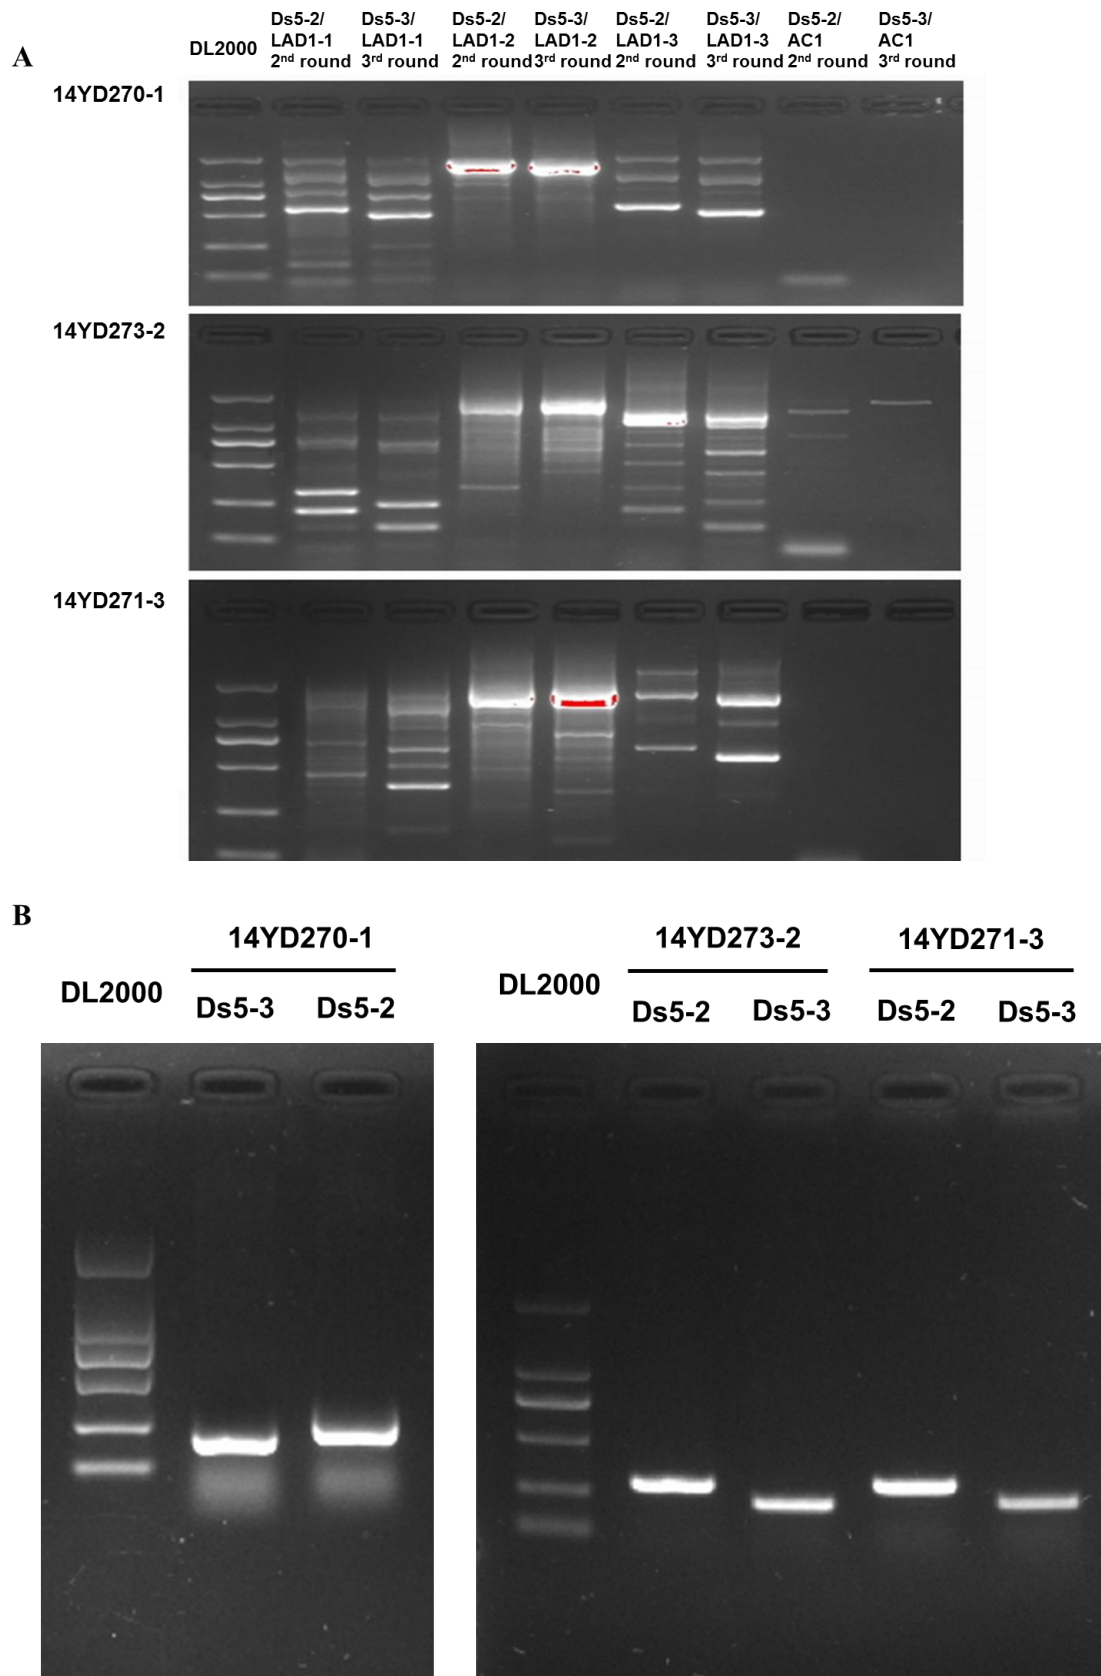 A
DL2000
Ds5-2/ LAD1-1 2nd round
Ds5-3/ LAD1-1 3rd round
Ds5-2/ LAD1-2 2nd round
Ds5-3/ LAD1-2 3rd round
Ds5-2/ LAD1-3 2nd round
Ds5-3/ LAD1-3 3rd round
Ds5-2/ AC1 2nd round
Ds5-3/ AC1 3rd round
14YD270-1
14YD273-2
14YD271-3
B
14YD270-1
DL2000
Ds5-3 Ds5-2
14YD273-2 14YD271-3
DL2000
Ds5-2 Ds5-3 Ds5-2 Ds5-3